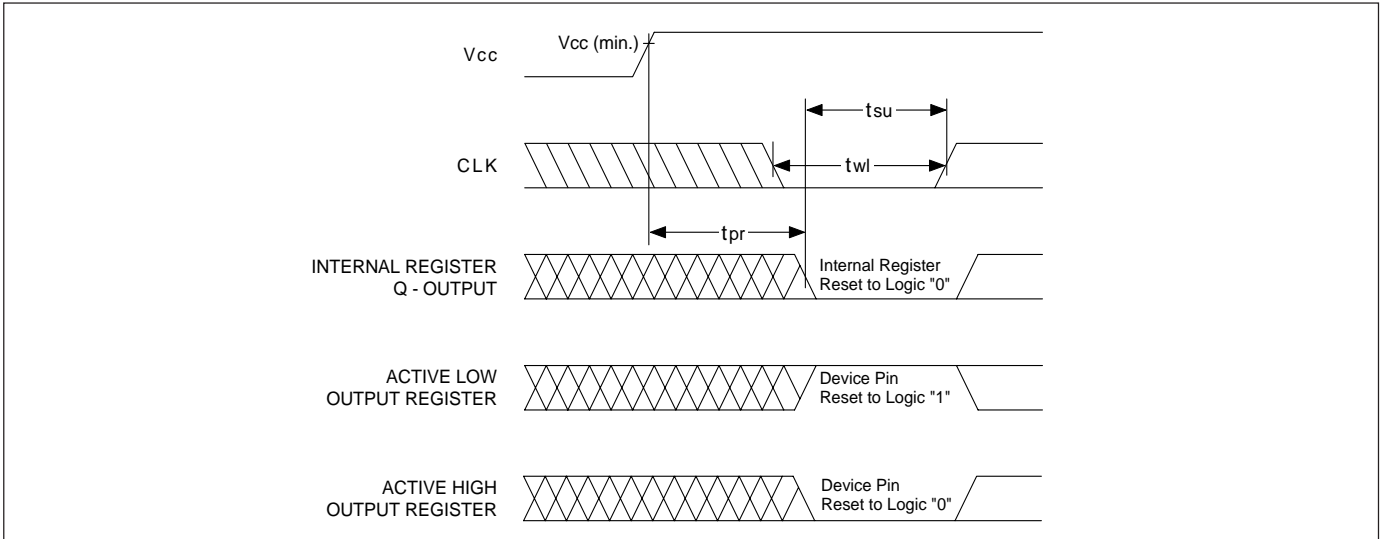 Vcc
Vcc (min.)
tsu
CLK
twl
tpr
INTERNAL REGISTER
Q - OUTPUT
Internal Register
Reset to Logic "0"
ACTIVE LOW
OUTPUT REGISTER
Device Pin
Reset to Logic "1"
ACTIVE HIGH
OUTPUT REGISTER
Device Pin
Reset to Logic "0"